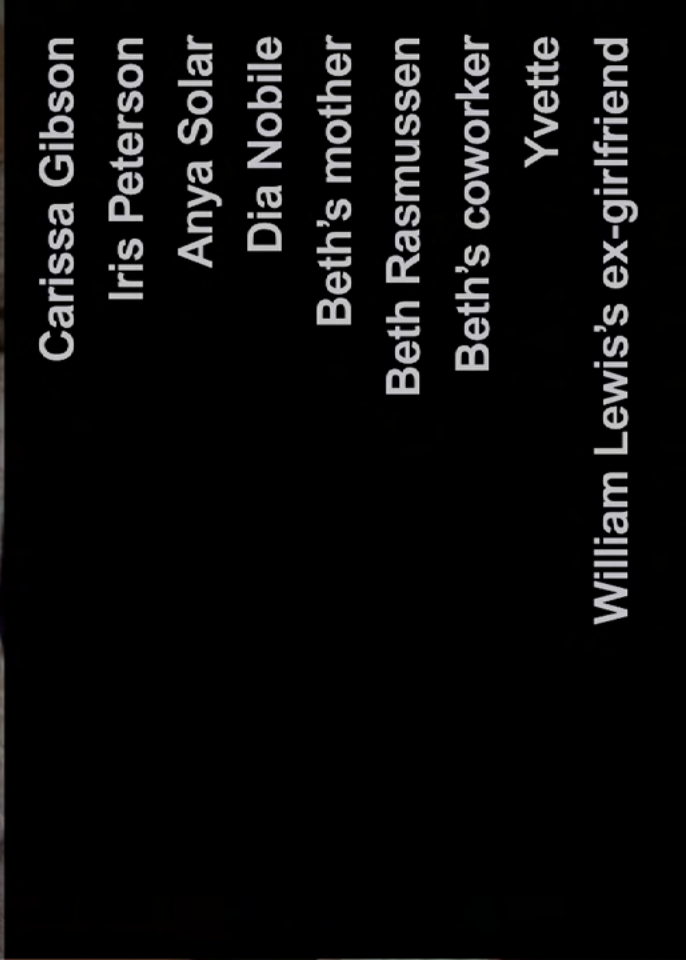 Carissa Gibson
Iris Peterson
Anya Solar
Dia Nobile
Beth’s mother
Beth Rasmussen
Beth’s coworker
Yvette
William Lewis’s ex-girlfriend